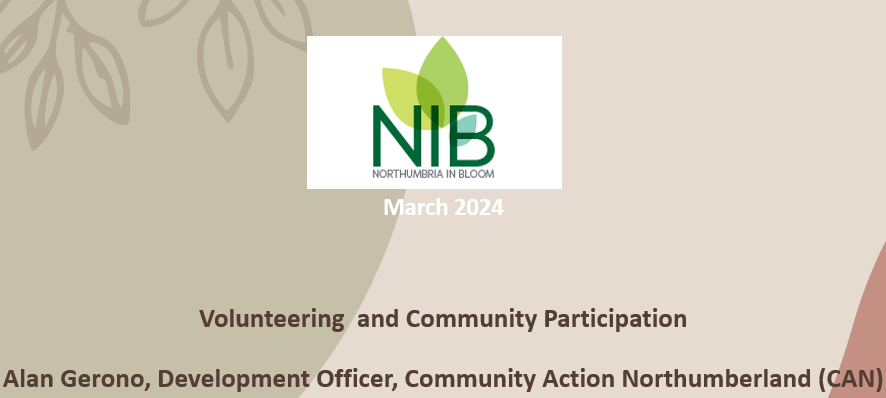 NIB
NORTHUMBRIA IN BLOOM
March 2024
Volunteering  and Community Participation
Alan Gerono, Development Officer, Community Action Northumberland (CAN)